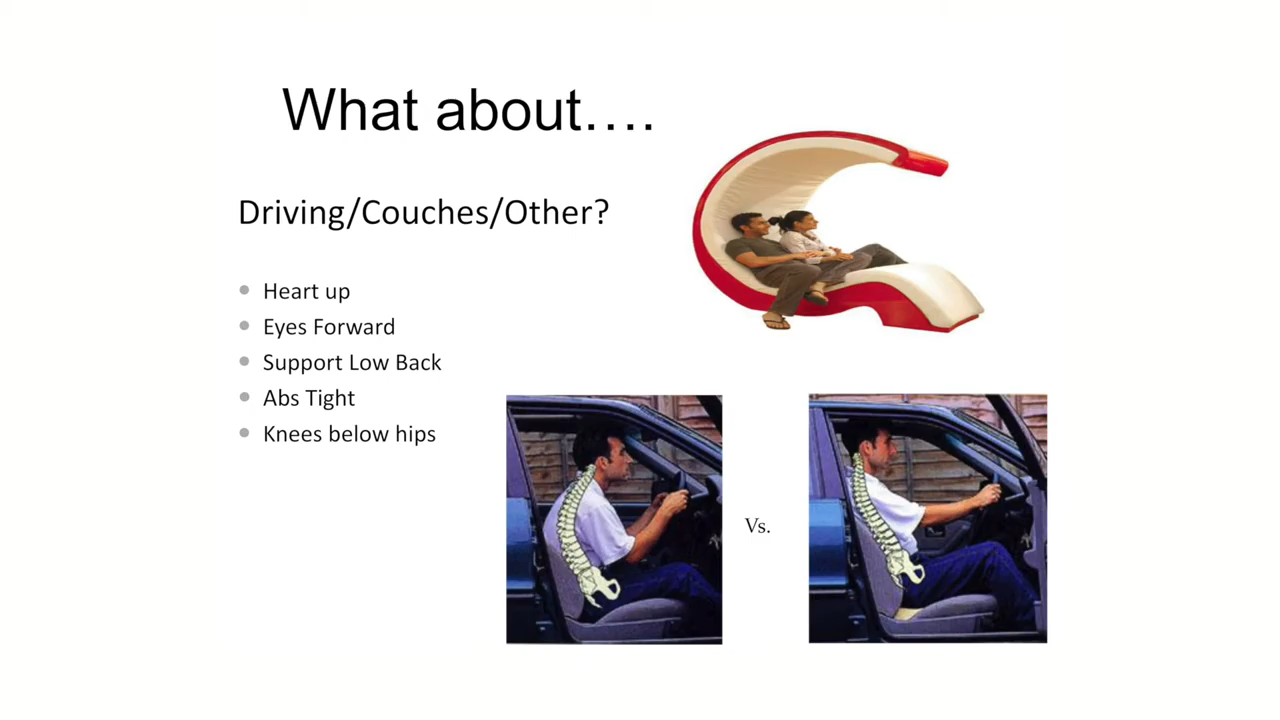 What about….
Driving/Couches/Other?
Heart up
Eyes Forward
Support Low Back
Abs Tight
Knees below hips
Vs.